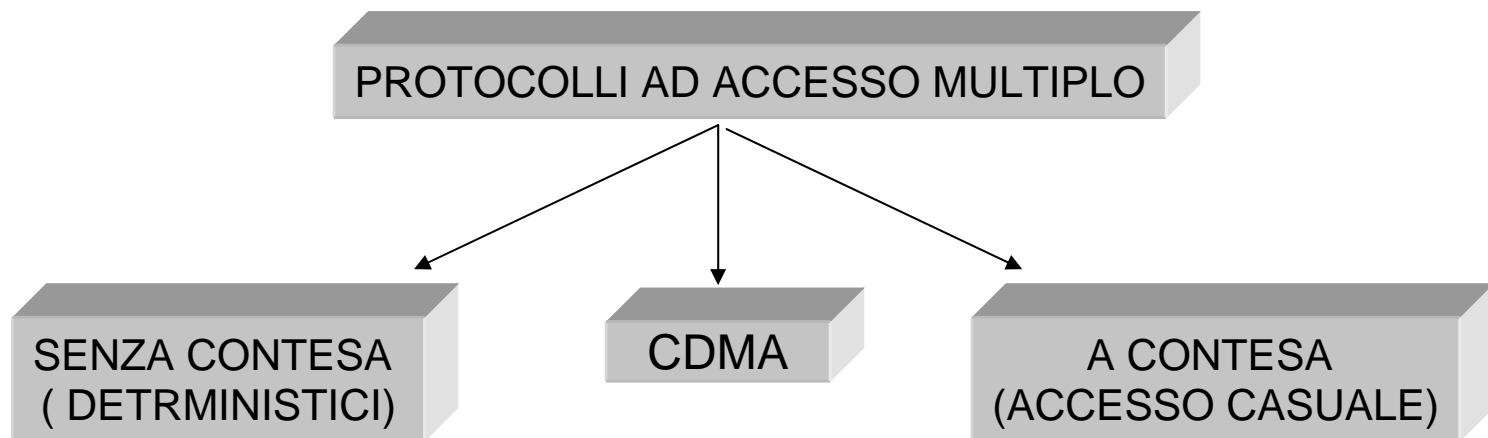 PROTOCOLLI AD ACCESSO MULTIPLO
SENZA CONTESA
( DETRMINISTICI)
CDMA
A CONTESA
(ACCESSO CASUALE)